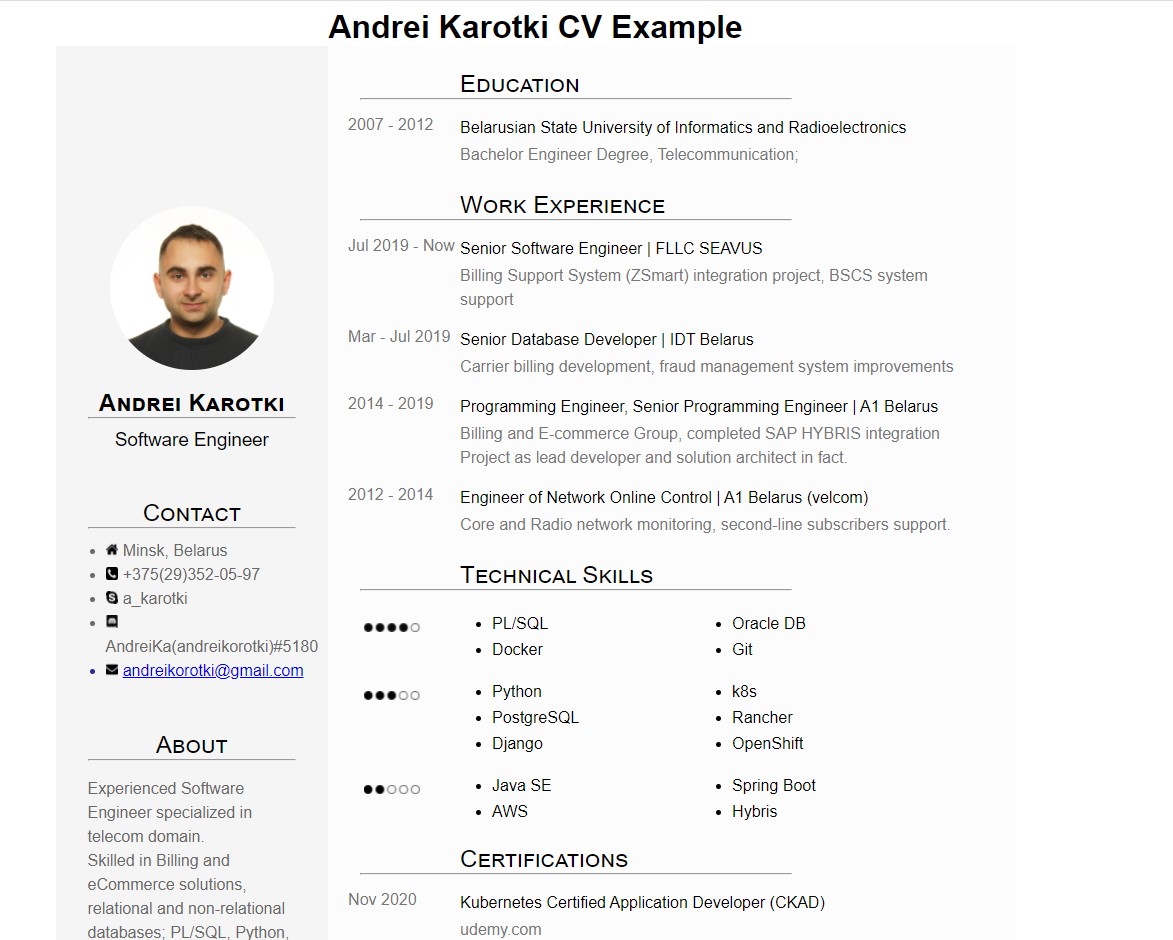 Andrei Karotki CV Example
Andrei Karotki
Software Engineer
Contact
Minsk, Belarus
+375(29)352-05-97
a_karotki
AndreiKa(andreikorotki)#5180
andreikorotki@gmail.com
About
Experienced Software
Engineer specialized in
telecom domain.
Skilled in Billing and
eCommerce solutions,
relational and non-relational
databases; PL/SQL, Python,
Education
2007 - 2012 Belarusian State University of Informatics and Radioelectronics
Bachelor Engineer Degree, Telecommunication;
Work Experience
Jul 2019 - Now Senior Software Engineer | FLLC SEAVUS
Billing Support System (ZSmart) integration project, BSCS system
support
Mar - Jul 2019 Senior Database Developer | IDT Belarus
Carrier billing development, fraud management system improvements
2014 - 2019 Programming Engineer, Senior Programming Engineer | A1 Belarus
Billing and E-commerce Group, completed SAP HYBRIS integration
Project as lead developer and solution architect in fact.
2012 - 2014 Engineer of Network Online Control | A1 Belarus (velcom)
Core and Radio network monitoring, second-line subscribers support.
Technical Skills
PL/SQL Oracle DB
Docker Git
Python k8s
PostgreSQL Rancher
Django OpenShift
Java SE Spring Boot
AWS Hybris
Certifications
Nov 2020 Kubernetes Certified Application Developer (CKAD)
udemy.com